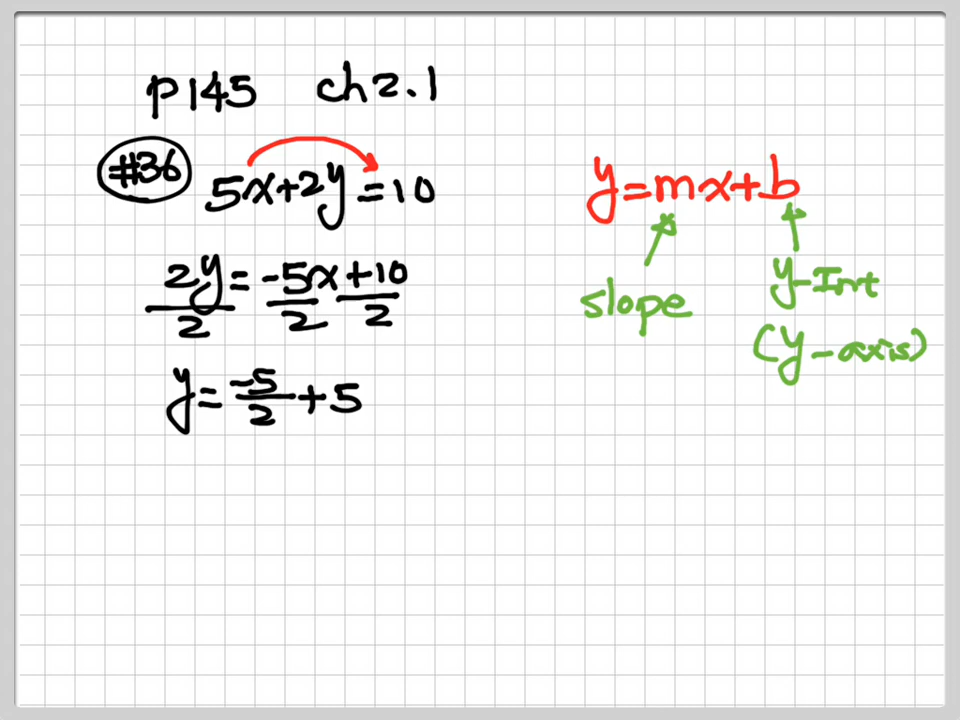 p145 ch2.1
#36 5x+2y=10
2y/2 = -5x/2 +10/2
y = -5/2 + 5
y=mx+b
slope
y-Int
(y-axis)